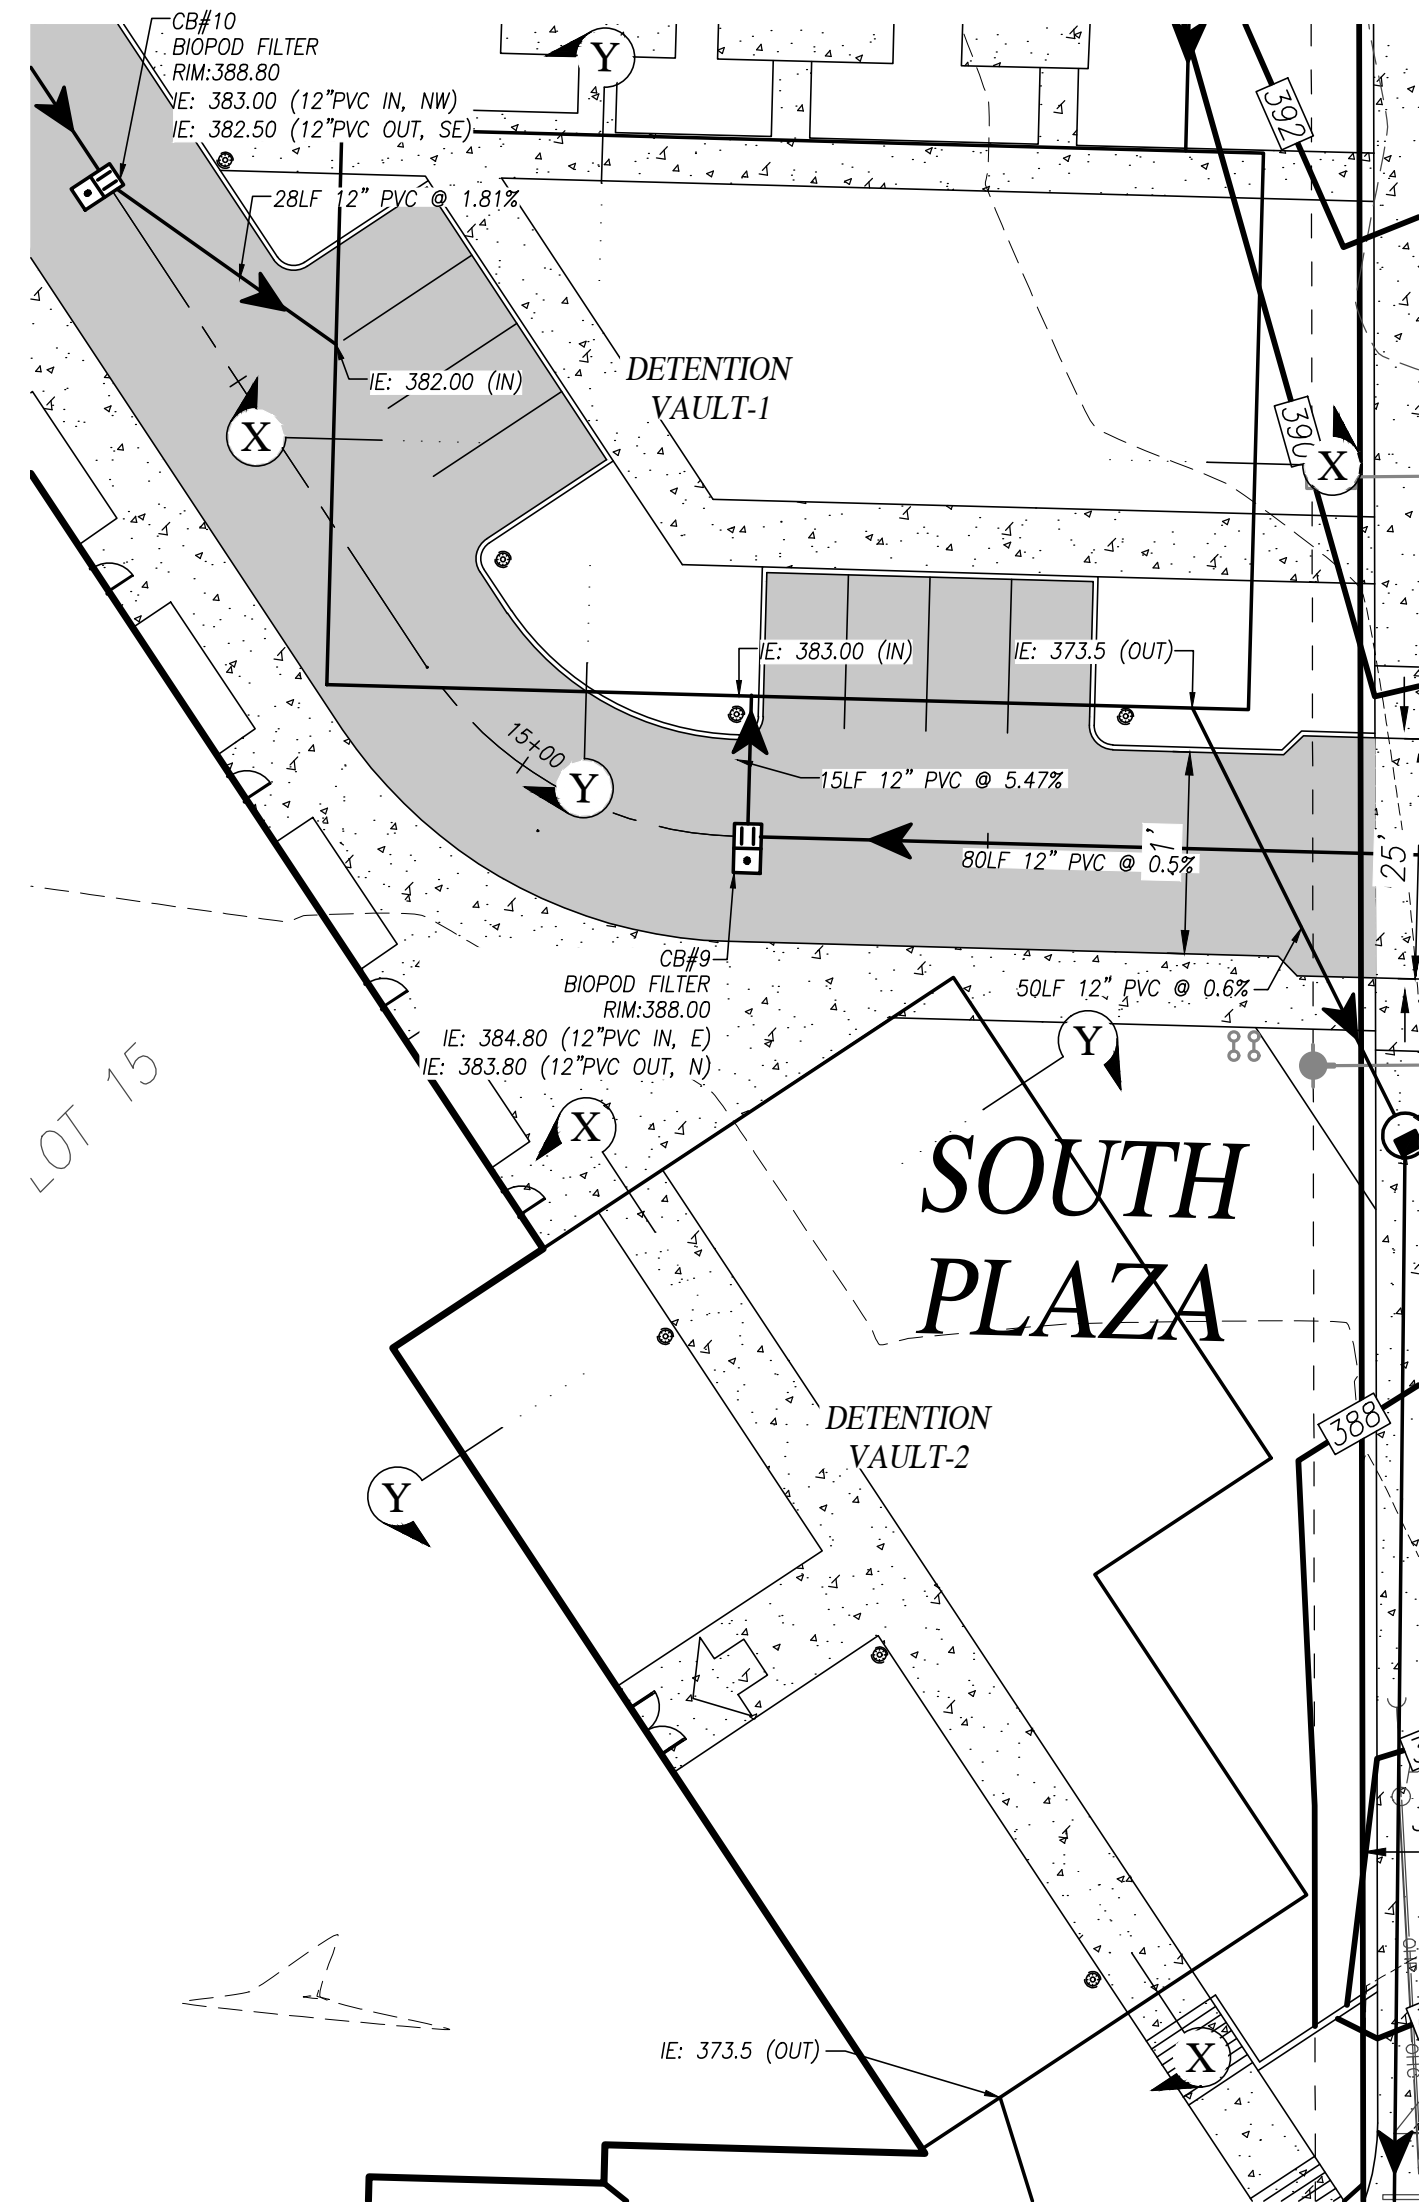 CB#10
BIOPOD FILTER
RIM:388.80
IE: 383.00 (12"PVC IN, NW)
IE: 382.50 (12"PVC OUT, SE)
Y
392
28LF 12" PVC @ 1.81%
IE: 382.00 (IN)
DETENTION
VAULT-1
390
X
X
IE: 383.00 (IN)
IE: 373.5 (OUT)
15+00
Y
15LF 12" PVC @ 5.47%
80LF 12" PVC @ 0.5%
25'
CB#9
BIOPOD FILTER
RIM:388.00
IE: 384.80 (12"PVC IN, E)
IE: 383.80 (12"PVC OUT, N)
50LF 12" PVC @ 0.6%
Y
LOT 15
X
SOUTH
PLAZA
DETENTION
VAULT-2
388
Y
IE: 373.5 (OUT)
X